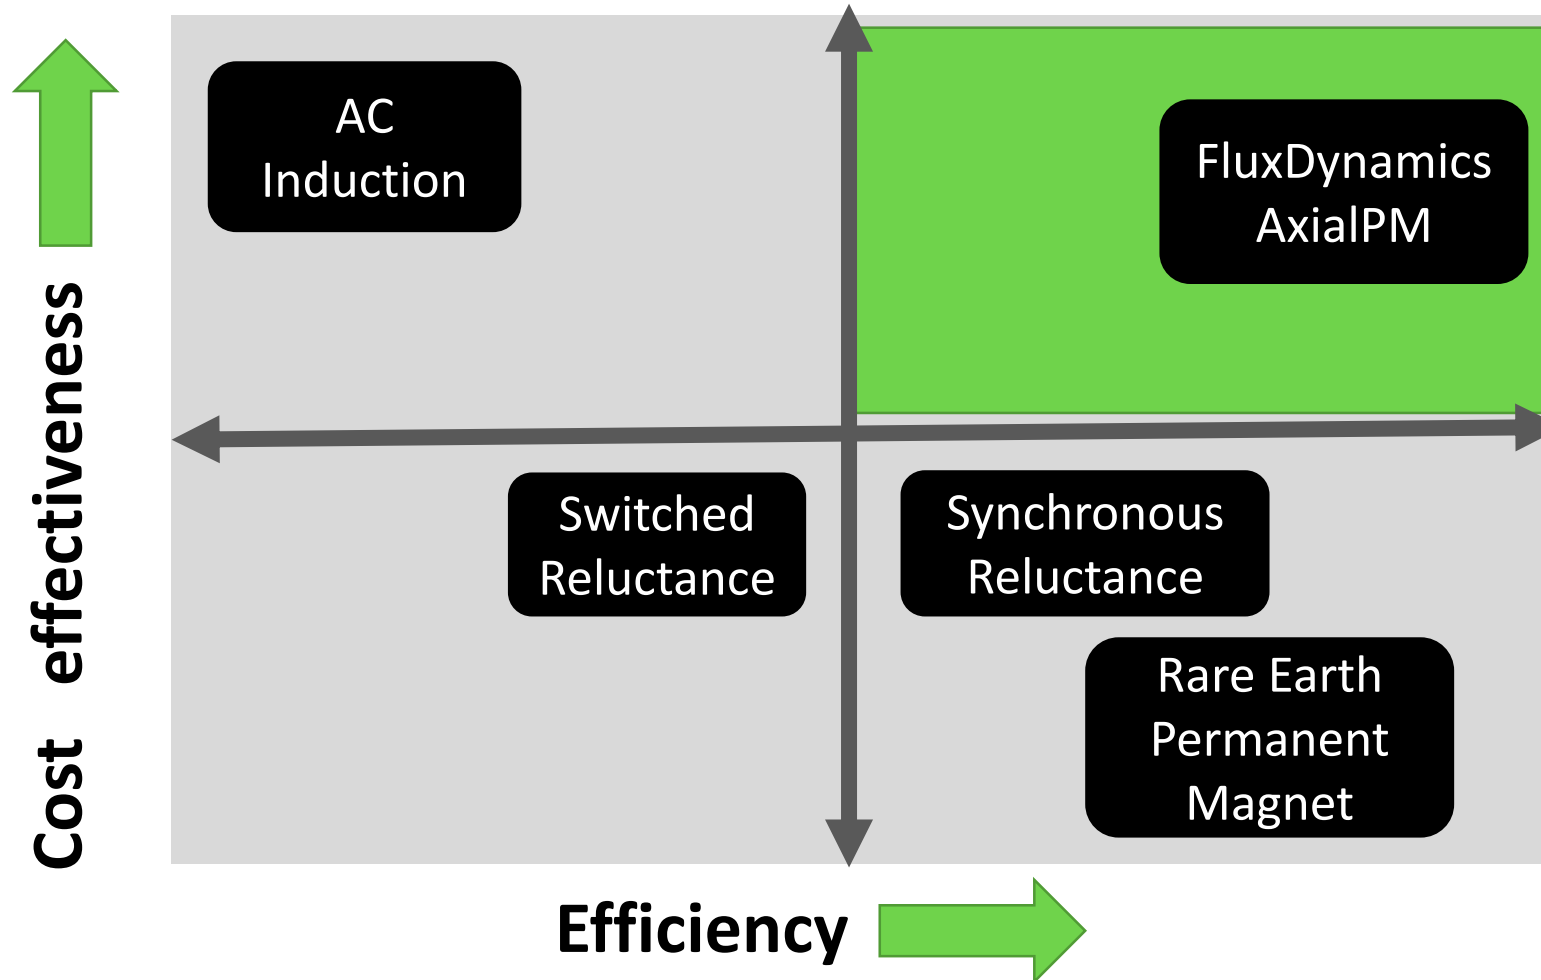 AC
Induction
FluxDynamics
AxialPM
Cost effectiveness
Switched
Reluctance
Synchronous
Reluctance
Rare Earth
Permanent
Magnet
Efficiency